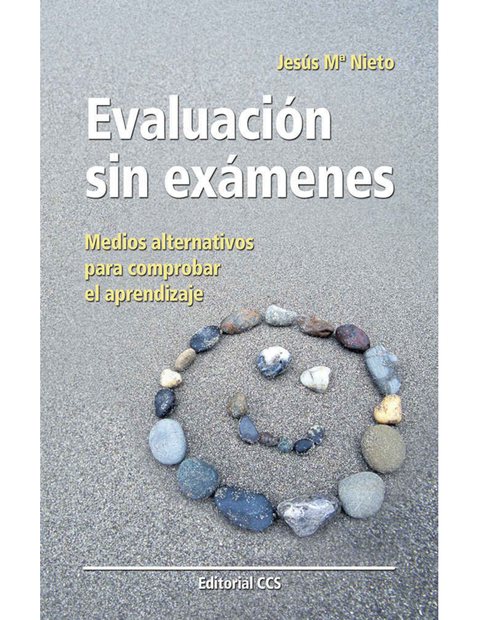 Jesús Mª Nieto
Evaluación
sin exámenes
Medios alternativos
para comprobar
el aprendizaje
Editorial CCS